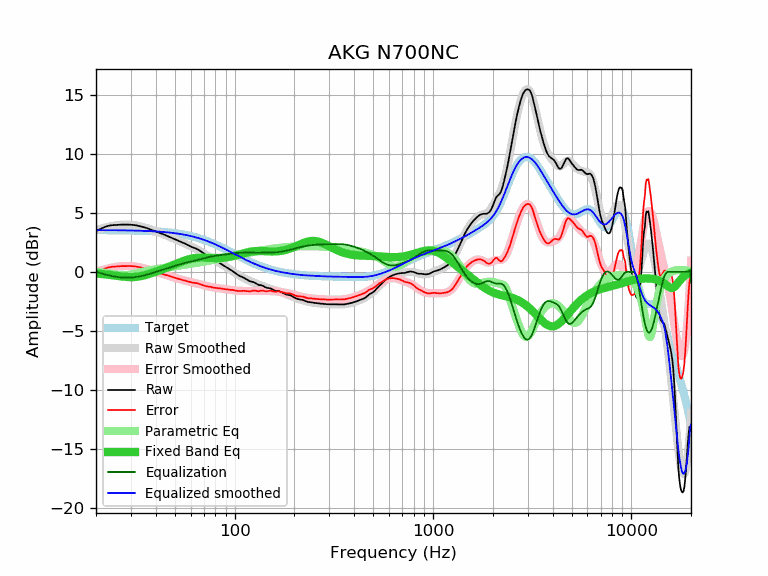 AKG N700NC
Amplitude (dBr)
15
10
5
0
−5
−10
−15
−20
Target
Raw Smoothed
Error Smoothed
Raw
Error
Parametric Eq
Fixed Band Eq
Equalization
Equalized smoothed
100 1000 10000
Frequency (Hz)